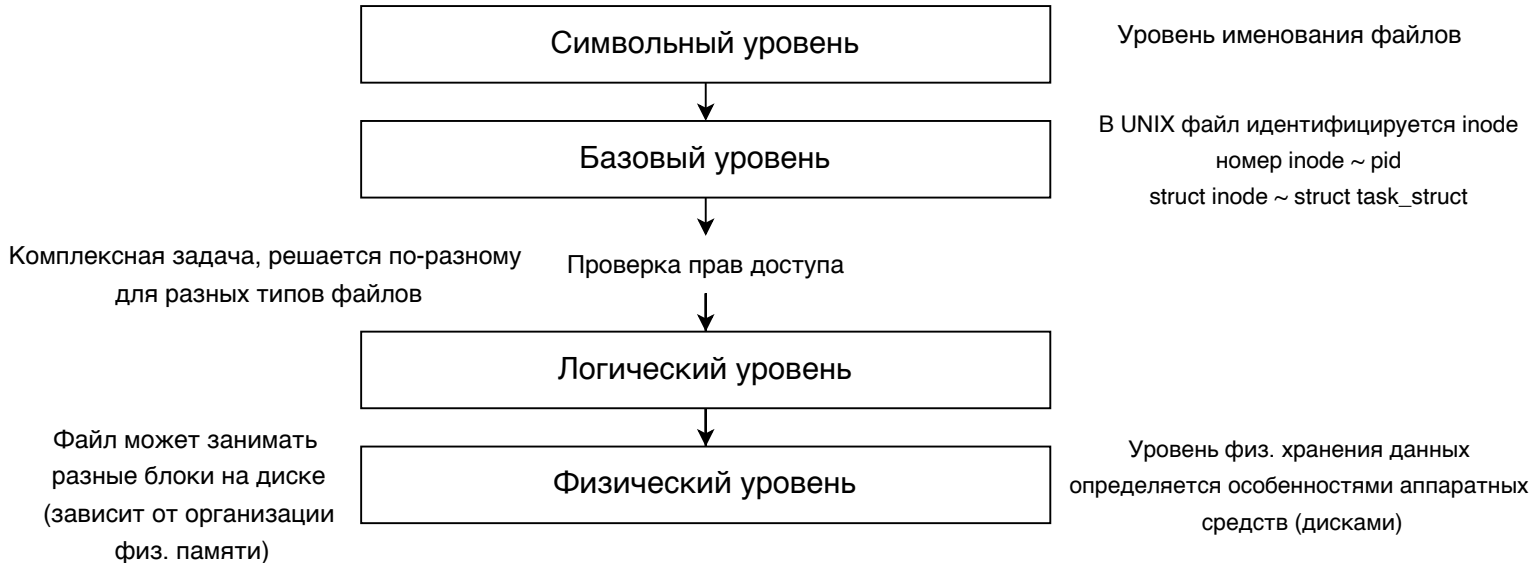 Символьный уровень
Уровень именования файлов
Базовый уровень
В UNIX файл идентифицируется inode
номер inode ~ pid
struct inode ~ struct task_struct
Комплексная задача, решается по-разному
для разных типов файлов
Проверка прав доступа
Логический уровень
Файл может занимать
разные блоки на диске
(зависит от организации
физ. памяти)
Физический уровень
Уровень физ. хранения данных
определяется особенностями аппаратных
средств (дисками)